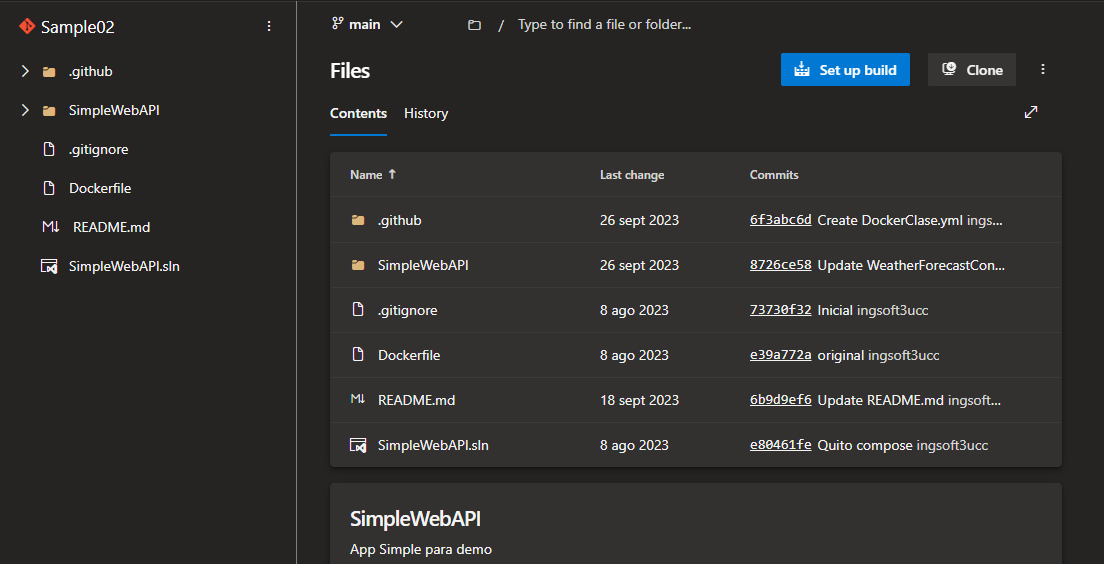 Sample02
.github
SimpleWebAPI
.gitignore
Dockerfile
README.md
SimpleWebAPI.sln
main
/ Type to find a file or folder...
Files
Set up build
Clone
Contents History
Name ↑ Last change Commits
.github 26 sept 2023 6f3abc6d Create DockerClase.yml ings...
SimpleWebAPI 26 sept 2023 8726ce58 Update WeatherForecastCon...
.gitignore 8 ago 2023 73730f32 Inicial ingsoft3ucc
Dockerfile 8 ago 2023 e39a772a original ingsoft3ucc
README.md 18 sept 2023 6b9d9ef6 Update README.md ingsoft...
SimpleWebAPI.sln 8 ago 2023 e80461fe Quito compose ingsoft3ucc
SimpleWebAPI
App Simple para demo